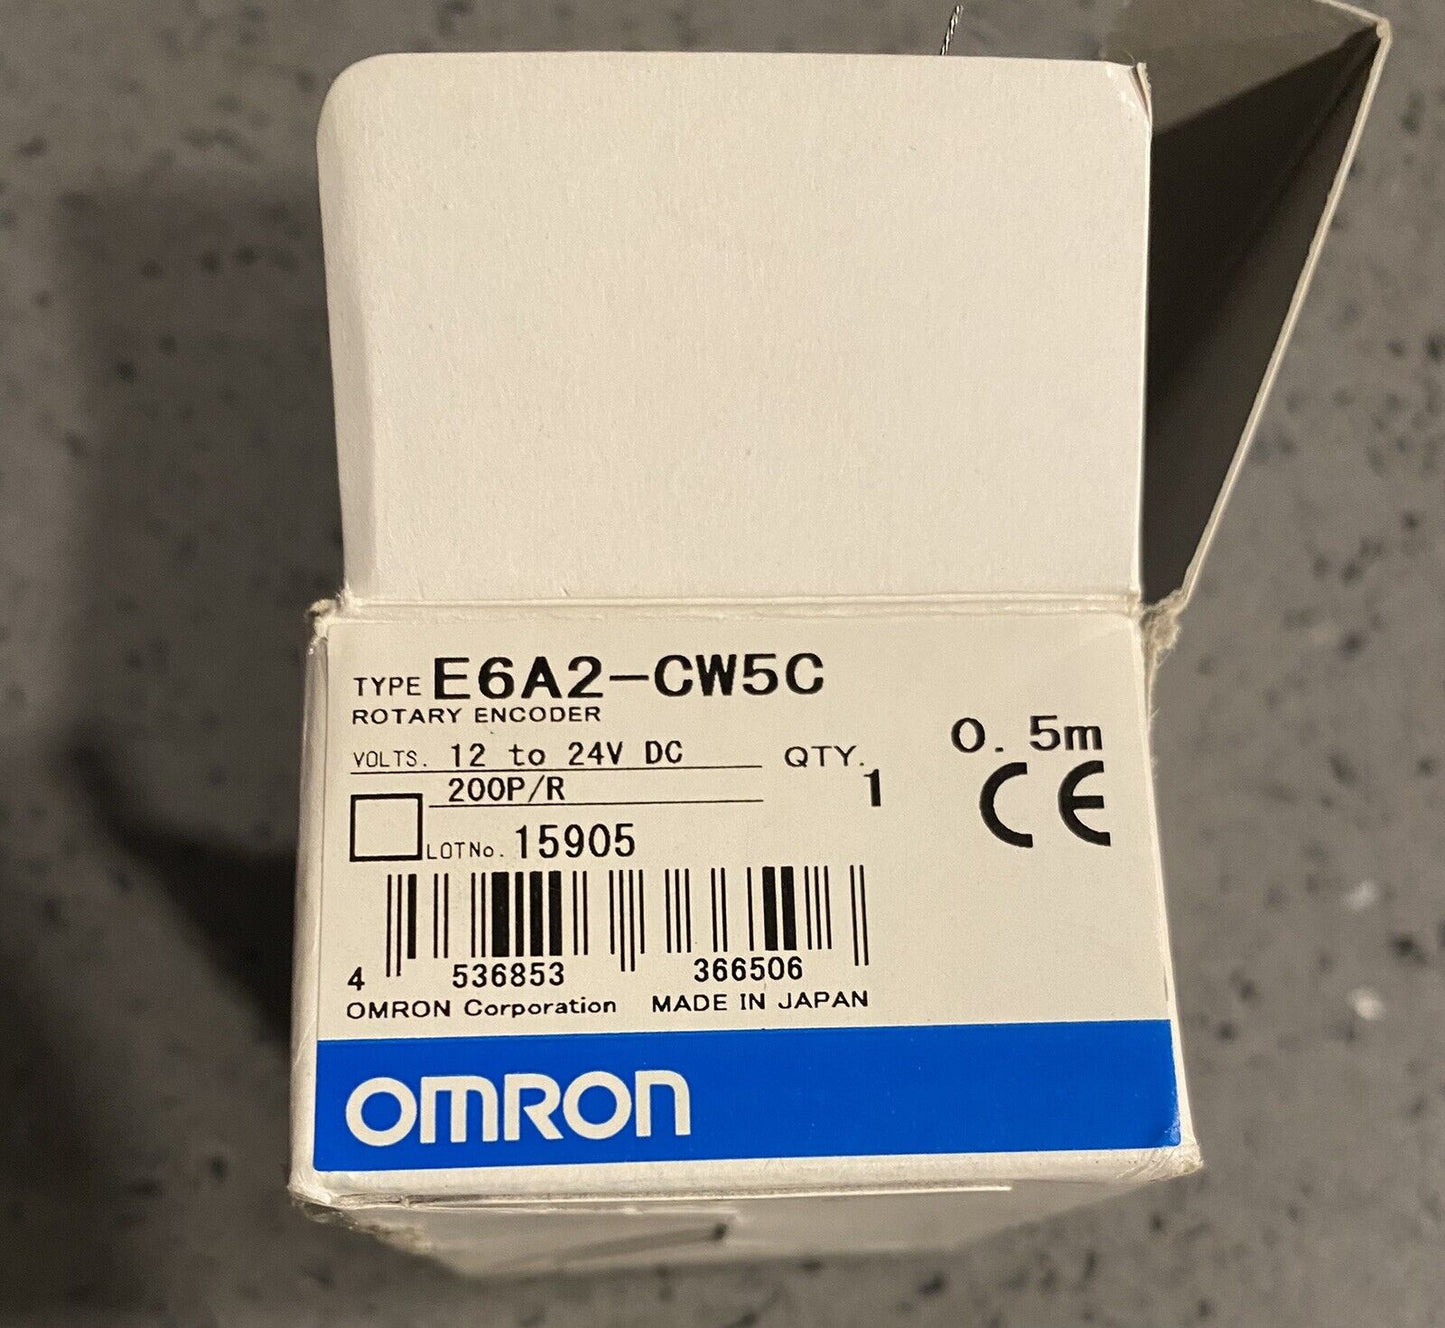 TYPE E6A2-CW5C
ROTARY ENCODER
VOLTS. 12 to 24V DC
200P/R
QTY. 1
0.5m
CE
LOTNo. 15905
4 536853 366506
OMRON Corporation MADE IN JAPAN
OMRON